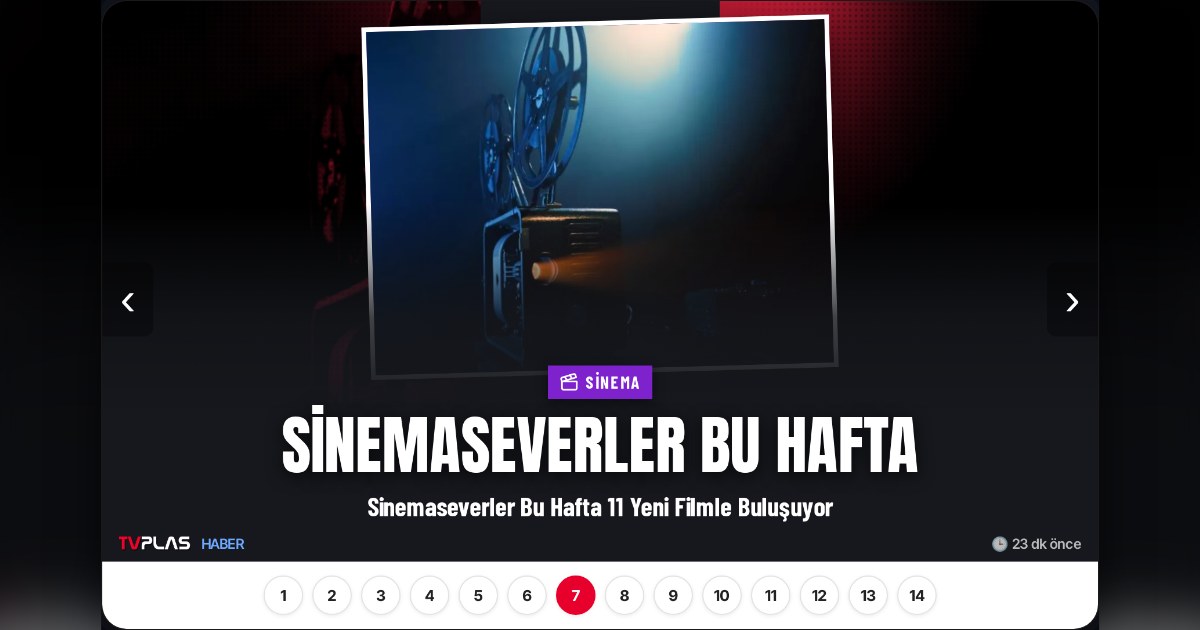 SİNEMA
SİNEMASEVERLER BU HAFTA
Sinemaseverler Bu Hafta 11 Yeni Filmle Buluşuyor
TVPLAS HABER
23 dk önce
1 2 3 4 5 6 7 8 9 10 11 12 13 14